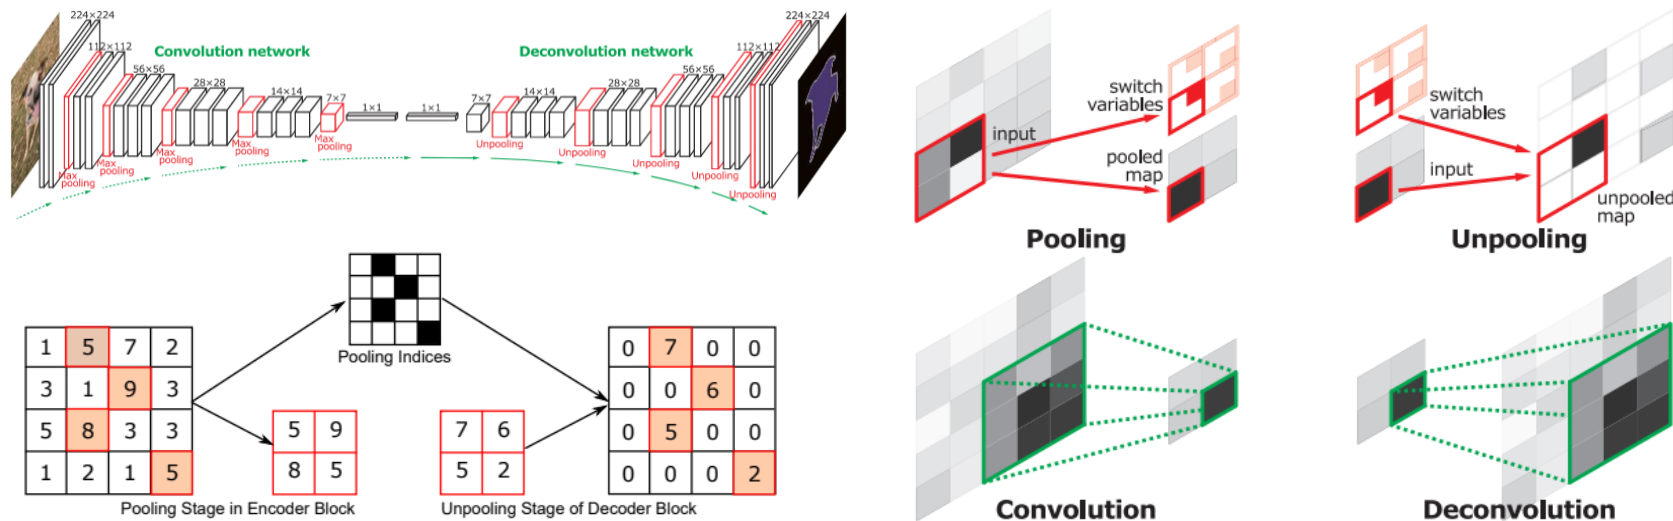 224×224
112×112
56×56
28×28
14×14
7×7
1×1
1×1
7×7
14×14
28×28
56×56
112×112
224×224
Convolution network
Deconvolution network
Max
pooling
Max
pooling
Max
pooling
Max
pooling
Max
pooling
Unpooling
Unpooling
Unpooling
Unpooling
Unpooling
switch
variables
input
pooled
map
Pooling
switch
variables
input
unpooled
map
Unpooling
Pooling Indices
1 5 7 2
3 1 9 3
5 8 3 3
1 2 1 5
5 9
8 5
Pooling Stage in Encoder Block
7 6
5 2
0 7 0 0
0 0 6 0
0 5 0 0
0 0 0 2
Unpooling Stage of Decoder Block
Convolution
Deconvolution